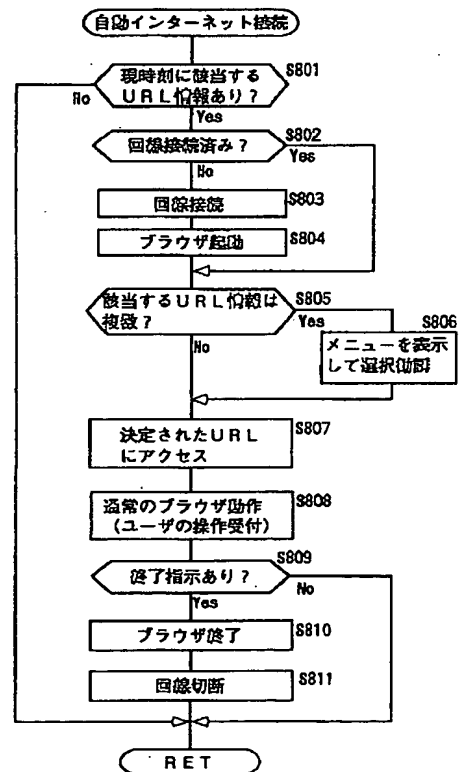 自動インターネット接続
現時刻に該当する
URL情報あり？
S801
No
Yes
回線接続済み？
S802
Yes
No
回線接続
S803
ブラウザ起動
S804
該当するURL情報は
複数？
S805
Yes
No
S806
メニューを表示
して選択制御
決定されたURL
にアクセス
S807
通常のブラウザ動作
（ユーザの操作受付）
S808
終了指示あり？
S809
No
Yes
ブラウザ終了
S810
回線切断
S811
RET